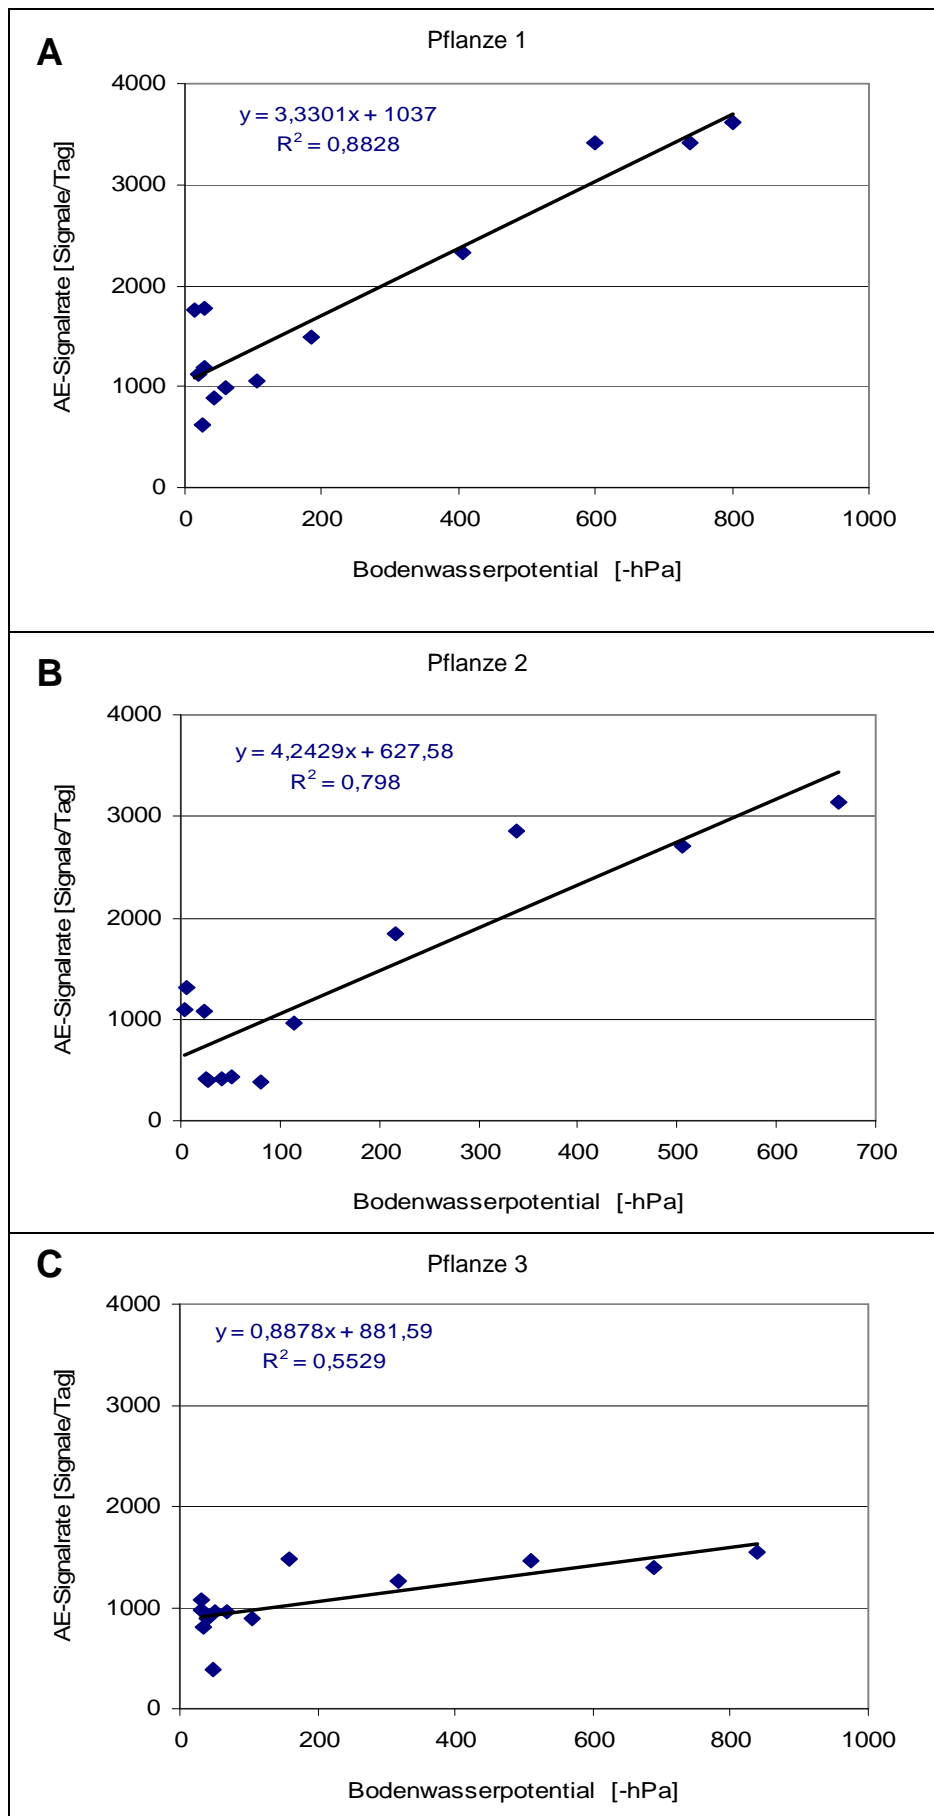 A
Pflanze 1
y = 3,3301x + 1037
R² = 0,8828
4000
3000
2000
1000
0
0 200 400 600 800 1000
AE-Signalrate [Signale/Tag]
Bodenwasserpotential [-hPa]
B
Pflanze 2
y = 4,2429x + 627,58
R² = 0,798
4000
3000
2000
1000
0
0 100 200 300 400 500 600 700
AE-Signalrate [Signale/Tag]
Bodenwasserpotential [-hPa]
C
Pflanze 3
y = 0,8878x + 881,59
R² = 0,5529
4000
3000
2000
1000
0
0 200 400 600 800 1000
AE-Signalrate [Signale/Tag]
Bodenwasserpotential [-hPa]